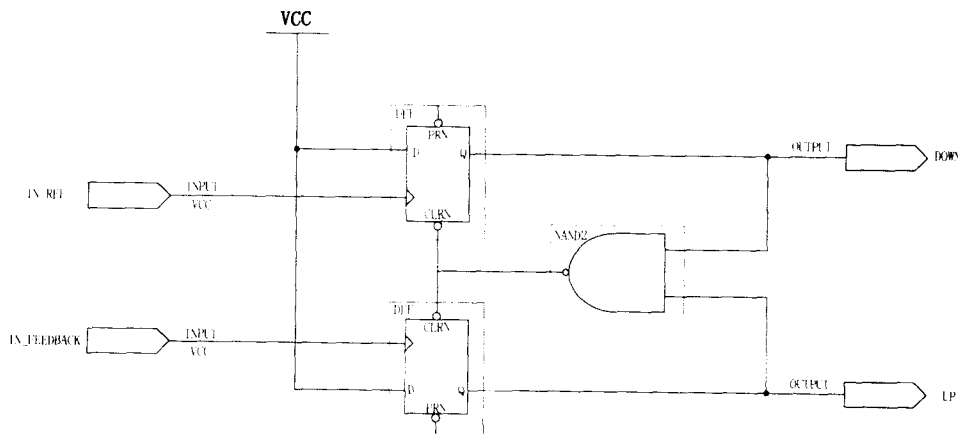 VCC
DFF
PRN
D Q
OUTPUT
DOWN
IN_REF
INPUT
VCC
CLRN
NAND2
DFF
CLRN
IN_FEEDBACK
INPUT
VCC
D Q
OUTPUT
UP
PRN